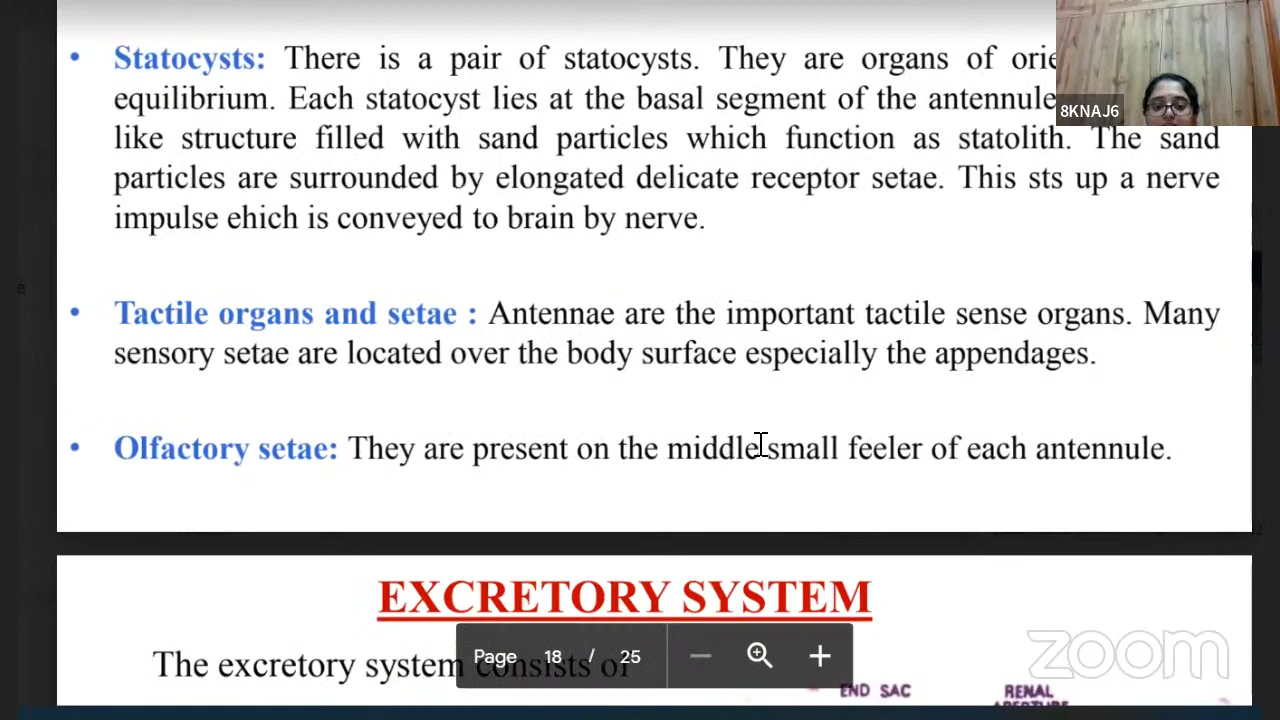 • Statocysts: There is a pair of statocysts. They are organs of
equilibrium. Each statocyst lies at the basal segment of the antennule
8KNAJ6
like structure filled with sand particles which function as statolith. The sand
particles are surrounded by elongated delicate receptor setae. This sts up a nerve
impulse ehich is conveyed to brain by nerve.
• Tactile organs and setae : Antennae are the important tactile sense organs. Many
sensory setae are located over the body surface especially the appendages.
• Olfactory setae: They are present on the middle small feeler of each antennule.
EXCRETORY SYSTEM
The excretory system consists of
Page 18 / 25
zoom
END SAC
RENAL
APERTURE